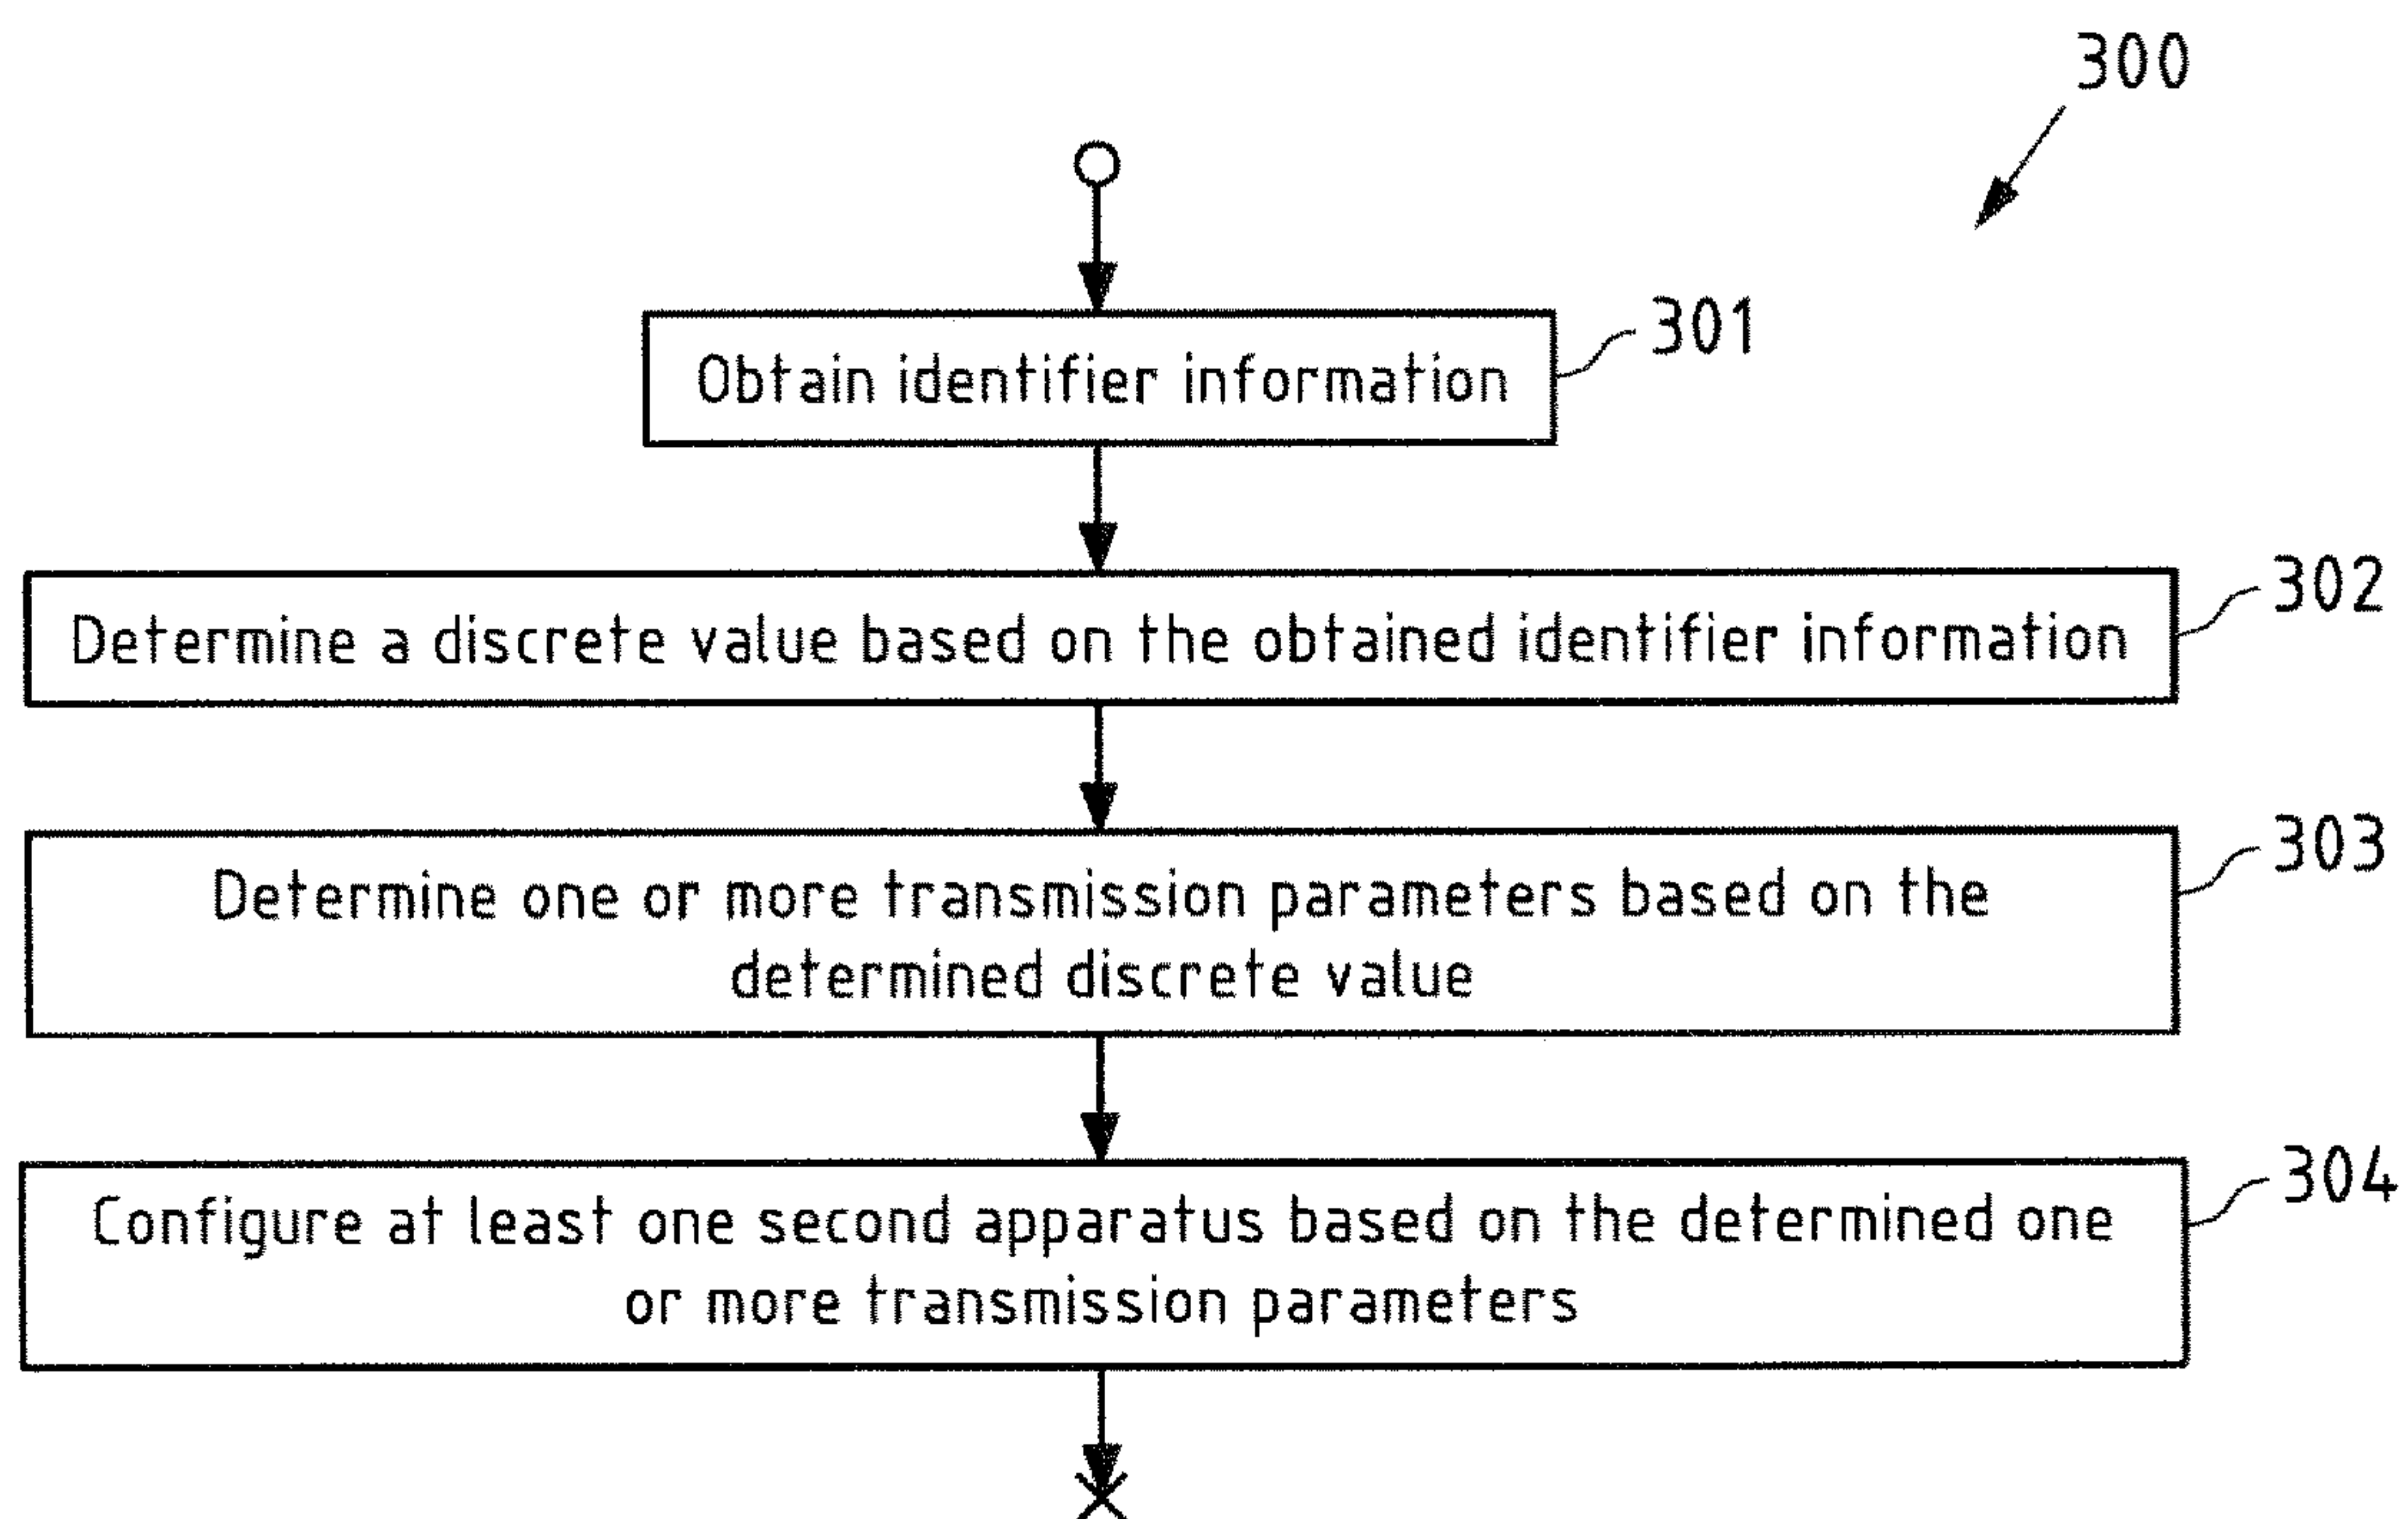 300
Obtain identifier information
301
Determine a discrete value based on the obtained identifier information
302
Determine one or more transmission parameters based on the
determined discrete value
303
Configure at least one second apparatus based on the determined one
or more transmission parameters
304